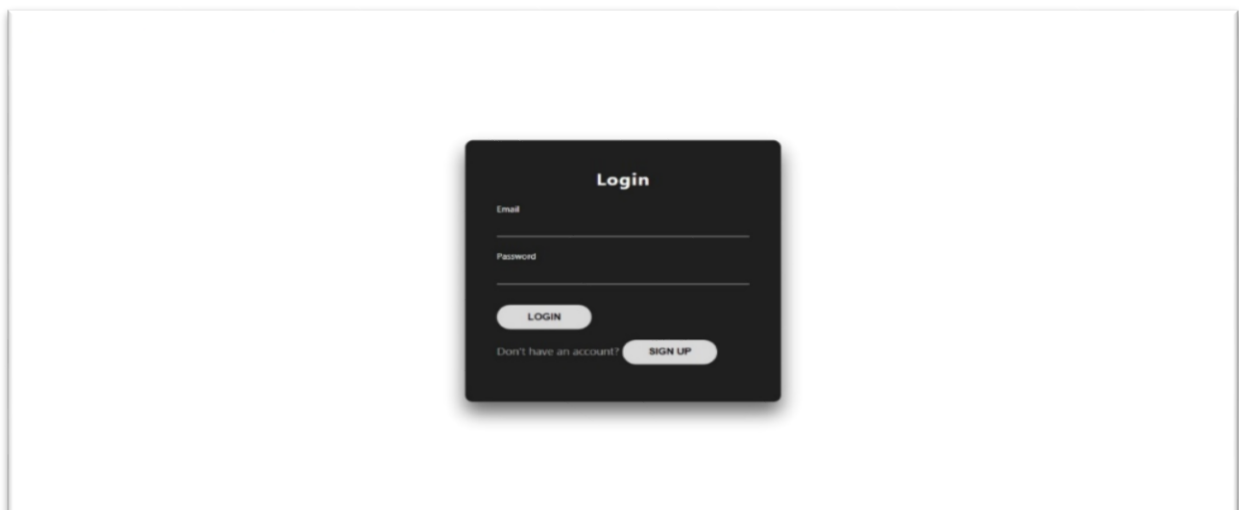 Login
Email
Password
LOGIN
Don't have an account? SIGN UP